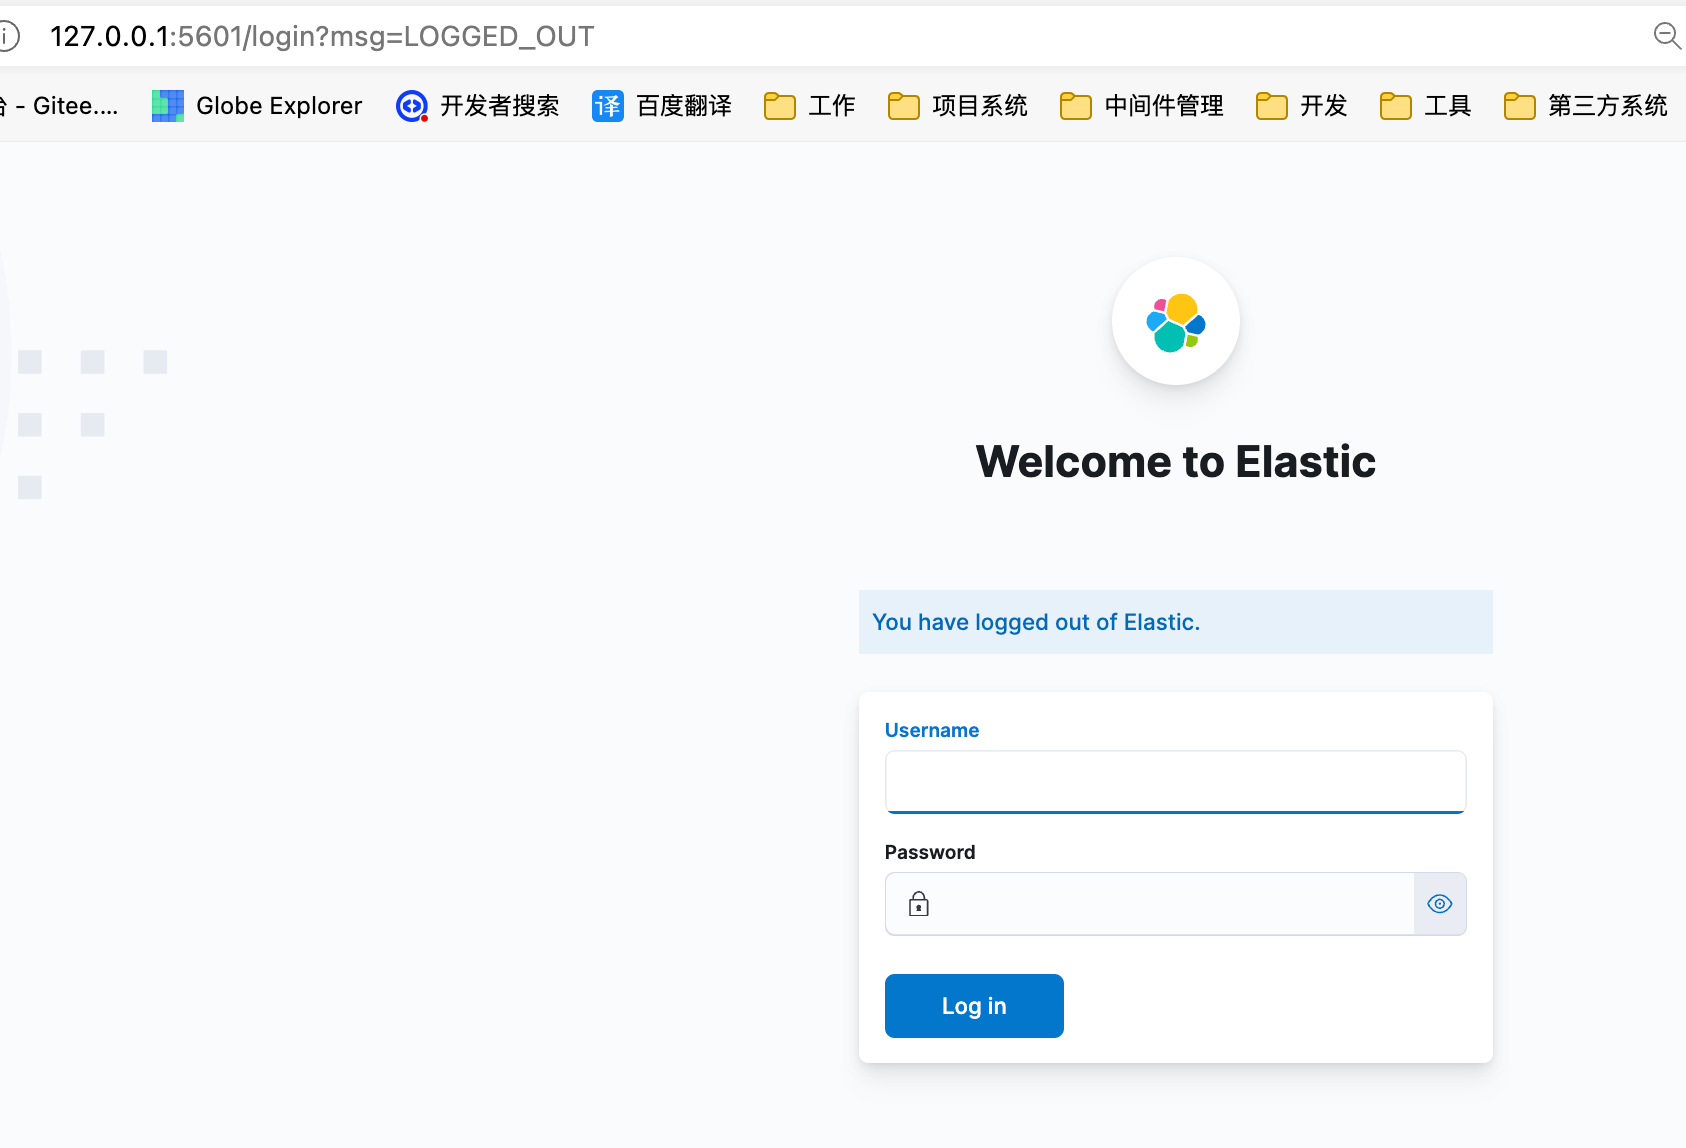 127.0.0.1:5601/login?msg=LOGGED_OUT
- Gitee.... Globe Explorer 开发者搜索 译 百度翻译 工作 项目系统 中间件管理 开发 工具 第三方系统
Welcome to Elastic
You have logged out of Elastic.
Username
Password
Log in